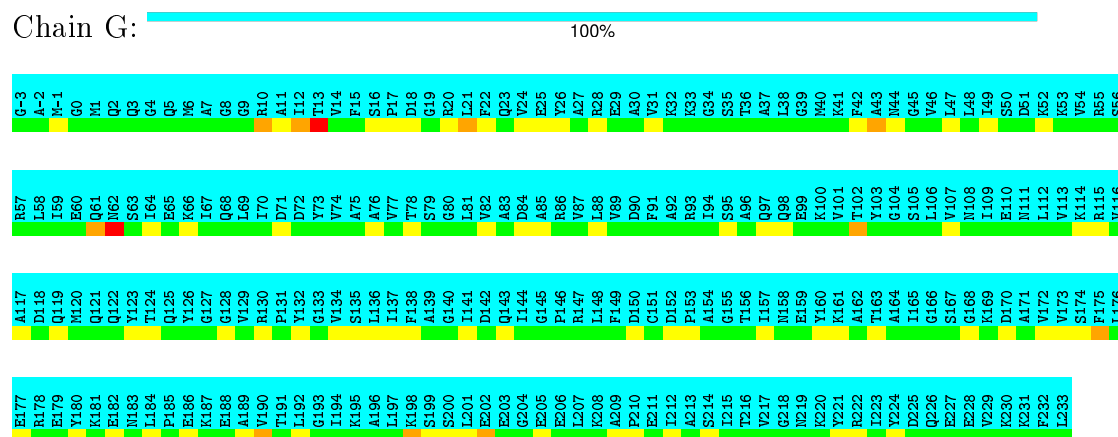 Chain G:
100%
G-3 A-2 M-1 G0 M1 Q2 Q3 G4 Q5 M6 A7 G8 G9 R10 A11 I12 T13 V14 F15 S16 P17 D18 G19 R20 L21 F22 Q23 V24 E25 Y26 A27 R28 E29 A30 V31 K32 K33 G34 S35 T36 A37 L38 G39 M40 K41 F42 A43 N44 G45 V46 L47 L48 I49 S50 D51 K52 K53 V54 R55 S56
R57 L58 I59 E60 Q61 N62 S63 I64 E65 K66 I67 Q68 L69 I70 D71 D72 Y73 V74 A75 A76 V77 T78 S79 G80 L81 V82 A83 D84 A85 R86 V87 L88 V89 D90 F91 A92 R93 I94 S95 A96 Q97 Q98 E99 K100 V101 T102 Y103 G104 S105 L106 V107 N108 I109 E110 N111 L112 V113 K114 R115 V116
A117 D118 Q119 M120 Q121 Q122 Y123 T124 Q125 Y126 G127 G128 V129 R130 P131 Y132 G133 V134 S135 L136 I137 F138 A139 G140 I141 D142 Q143 I144 G145 P146 R147 L148 F149 D150 C151 D152 P153 A154 G155 T156 I157 N158 E159 Y160 K161 A162 T163 A164 I165 G166 S167 G168 K169 D170 A171 V172 V173 S174 F175 L176
E177 R178 E179 Y180 K181 E182 N183 L184 P185 E186 K187 E188 A189 V190 T191 L192 G193 I194 K195 A196 L197 K198 S199 S200 L201 E202 E203 G204 E205 E206 L207 K208 A209 P210 E211 I212 A213 S214 I215 T216 V217 G218 N219 K220 Y221 R222 I223 Y224 D225 Q226 E227 E228 V229 K230 K231 F232 L233